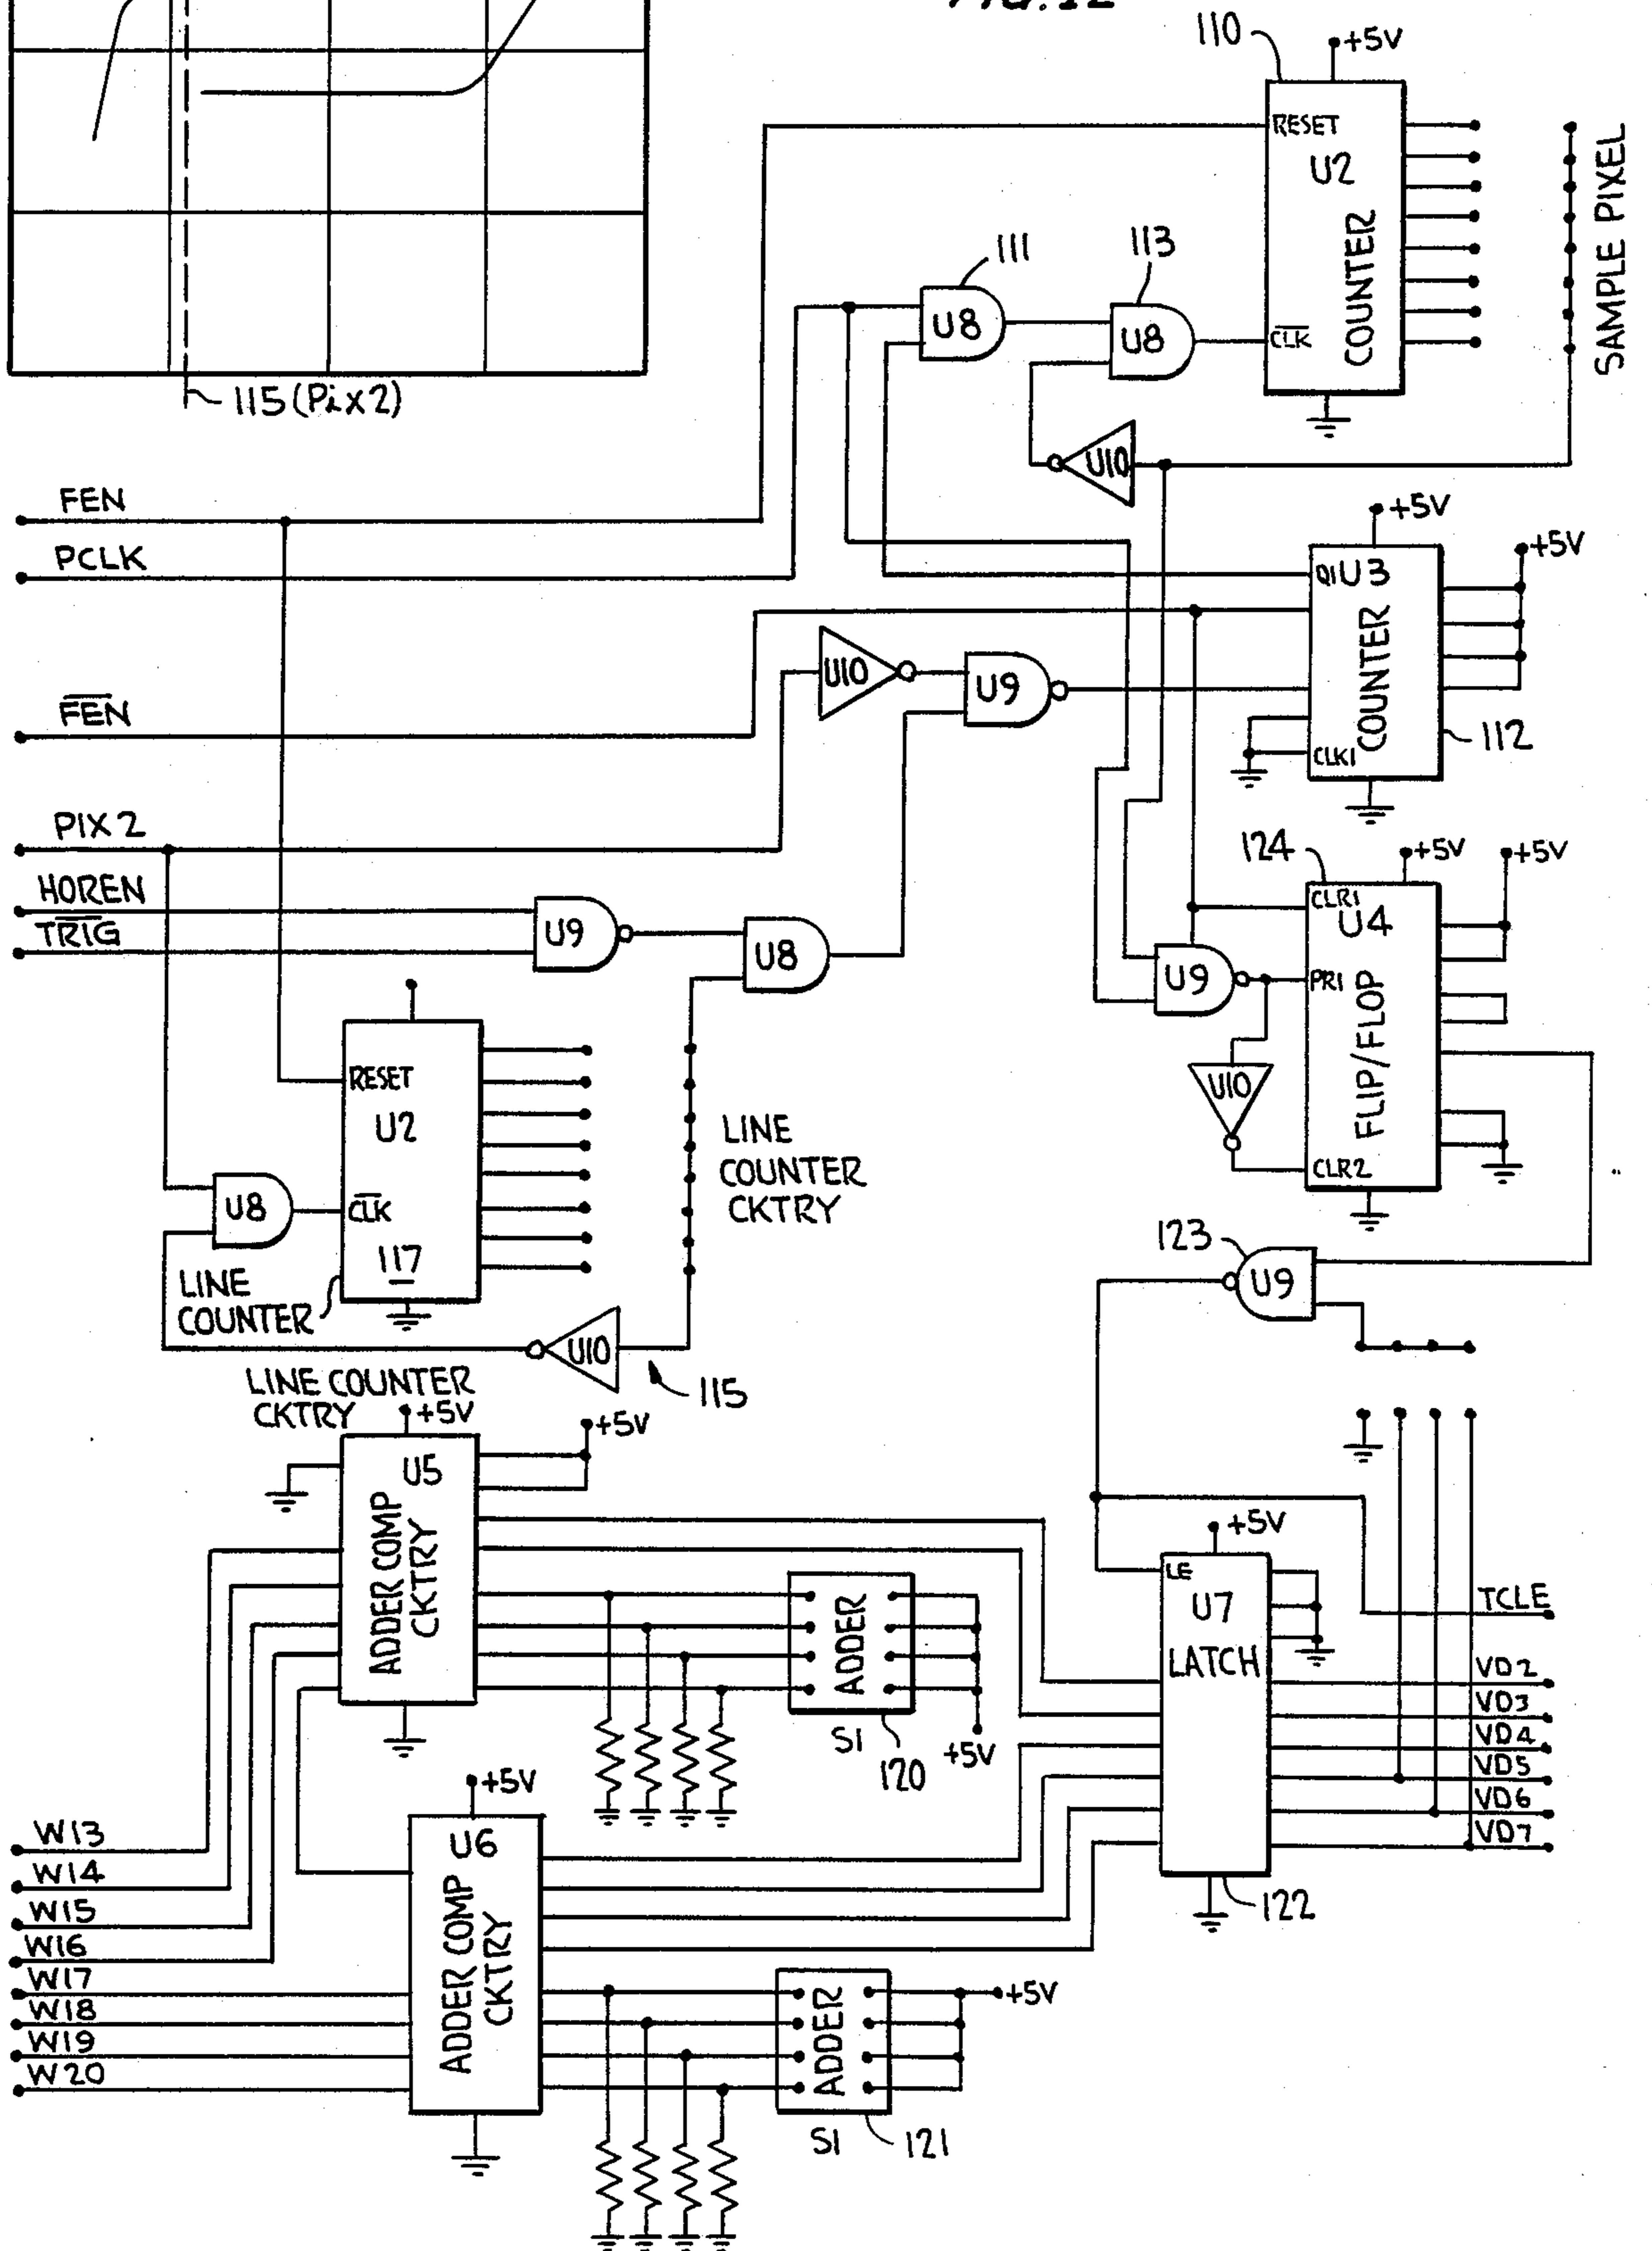 FIG. 12
110
+5V
RESET
U2
COUNTER
CLK
SAMPLE PIXEL
111
U8
113
U8
115 (Pix2)
U10
FEN
PCLK
+5V
+5V
Q1 U3
COUNTER
CLK1
112
U10
U9
FEN
PIX 2
HOREN
TRIG
U9
U8
124
+5V
+5V
CLR1
U4
PR1
FLIP/FLOP
CLR2
U9
U10
RESET
U2
CLK
117
U8
LINE
COUNTER
LINE
COUNTER
CKTRY
U10
115
123
U9
LINE COUNTER
CKTRY
+5V
+5V
U5
ADDER COMP
CKTRY
ADDER
S1
120
+5V
+5V
LE
U7
LATCH
122
TCLE
VD2
VD3
VD4
VD5
VD6
VD7
+5V
U6
ADDER COMP
CKTRY
W13
W14
W15
W16
W17
W18
W19
W20
ADDER
+5V
S1
121